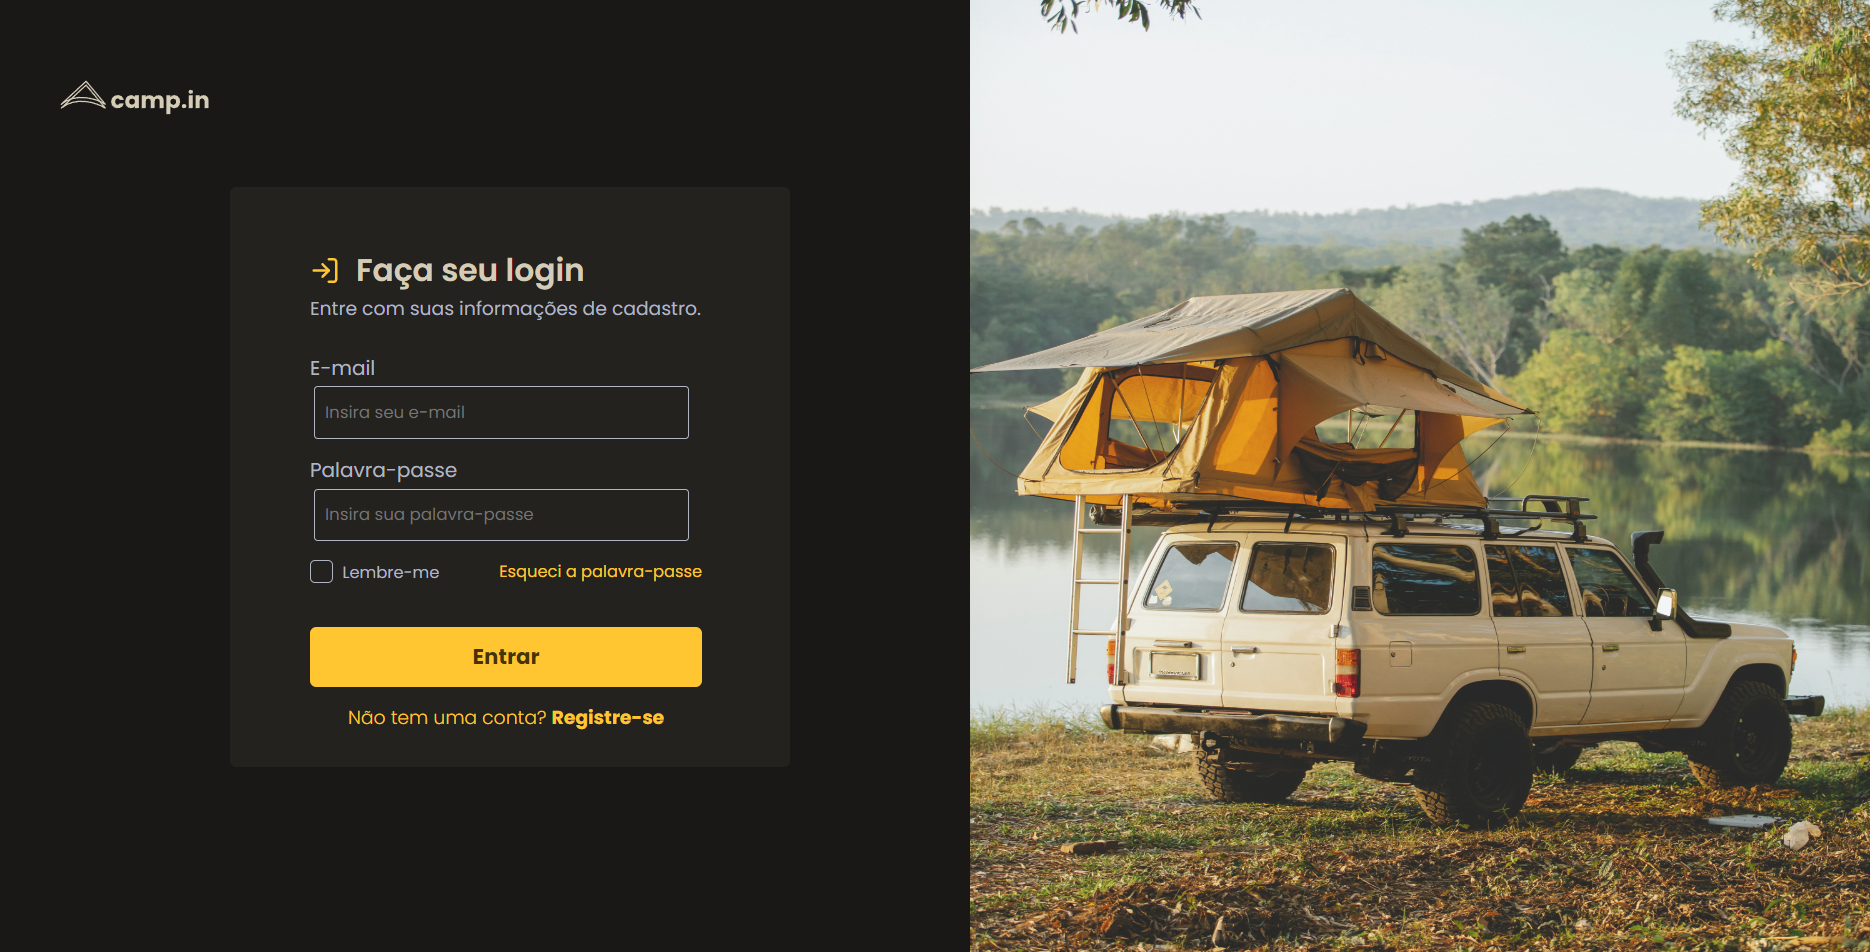 camp.in
Faça seu login
Entre com suas informações de cadastro.
E-mail
Insira seu e-mail
Palavra-passe
Insira sua palavra-passe
Lembre-me Esqueci a palavra-passe
Entrar
Não tem uma conta? Registre-se